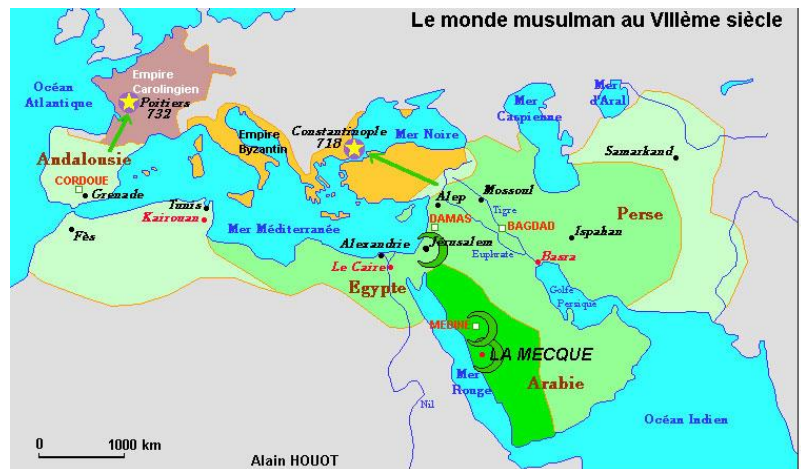 Le monde musulman au VIIIème siècle
Océan
Atlantique
Empire
Carolingien
Poitiers
732
Mer
Caspienne
Mer
d'Aral
Constantinople
718
Mer Noire
Empire
Byzantin
Samarkand
Andalousie
CORDOUE
Grenade
Tunis
Kairouan
Fès
Mer Méditerranée
Alep
Mossoul
Tigre
DAMAS
BAGDAD
Perse
Ispahan
Alexandrie
Jérusalem
Euphrate
Basra
Le Caire
Egypte
Golfe
Persique
MEDINE
LA MECQUE
Mer
Rouge
Arabie
Nil
Océan Indien
0 1000 km
Alain HOUOT